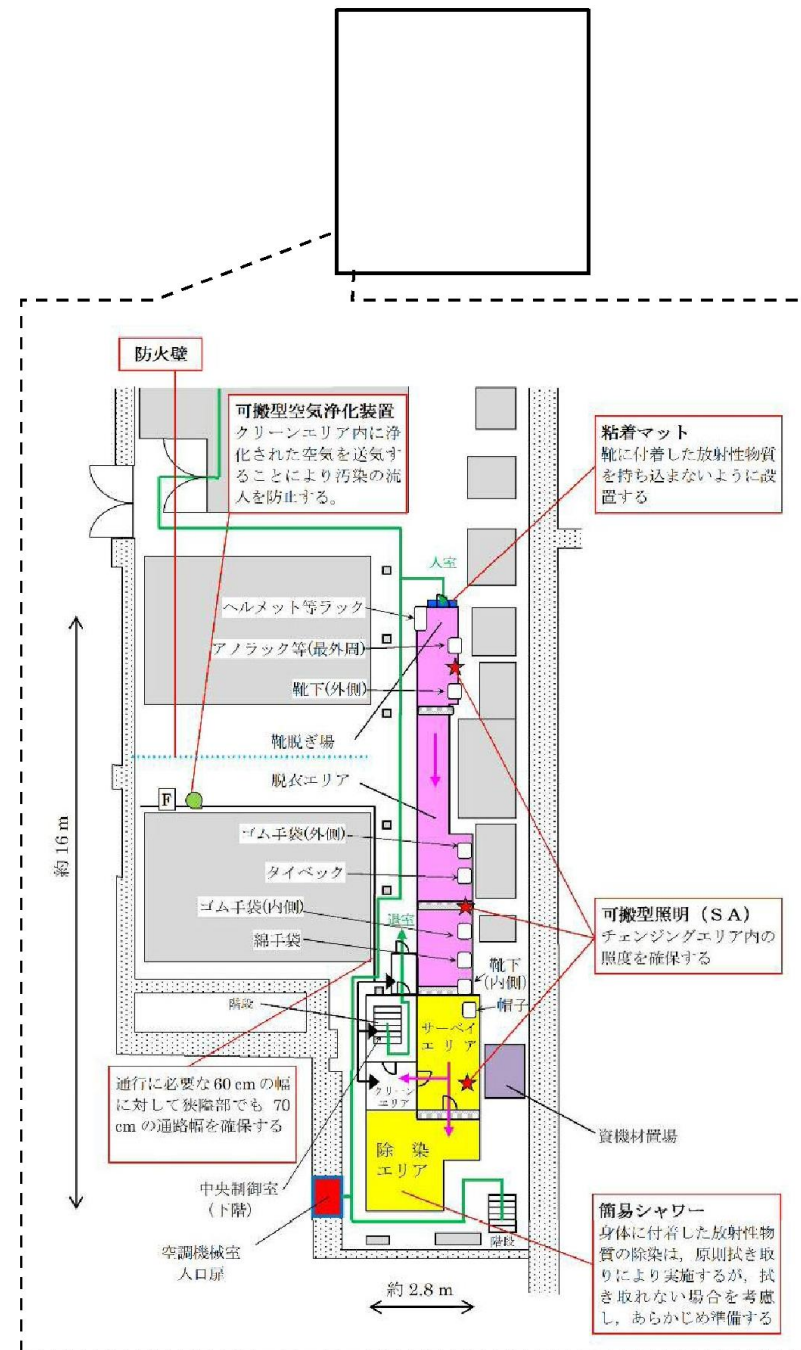 防火壁
可搬型空気浄化装置
クリーンエリア内に浄
化された空気を送気す
ることにより汚染の流
入を防止する。
粘着マット
靴に付着した放射性物質
を持ち込まないように設
置する
入室
ヘルメット等ラック
アノラック等(最外周)
靴下(外側)
靴脱ぎ場
脱衣エリア
F
ゴム手袋(外側)
タイベック
ゴム手袋(内側)
綿手袋
退室
約16 m
可搬型照明（ＳＡ）
チェンジングエリア内の
照度を確保する
靴下
(内側)
帽子
階段
サーベイ
エリア
クリーン
エリア
通行に必要な 60 cm の幅
に対して狭隘部でも 70
cm の通路幅を確保する
資機材置場
除 染
エリア
中央制御室
(下階)
空調機械室
入口扉
階段
約 2.8 m
簡易シャワー
身体に付着した放射性物
質の除染は，原則拭き取
りにより実施するが，拭
き取れない場合を考慮
し，あらかじめ準備する